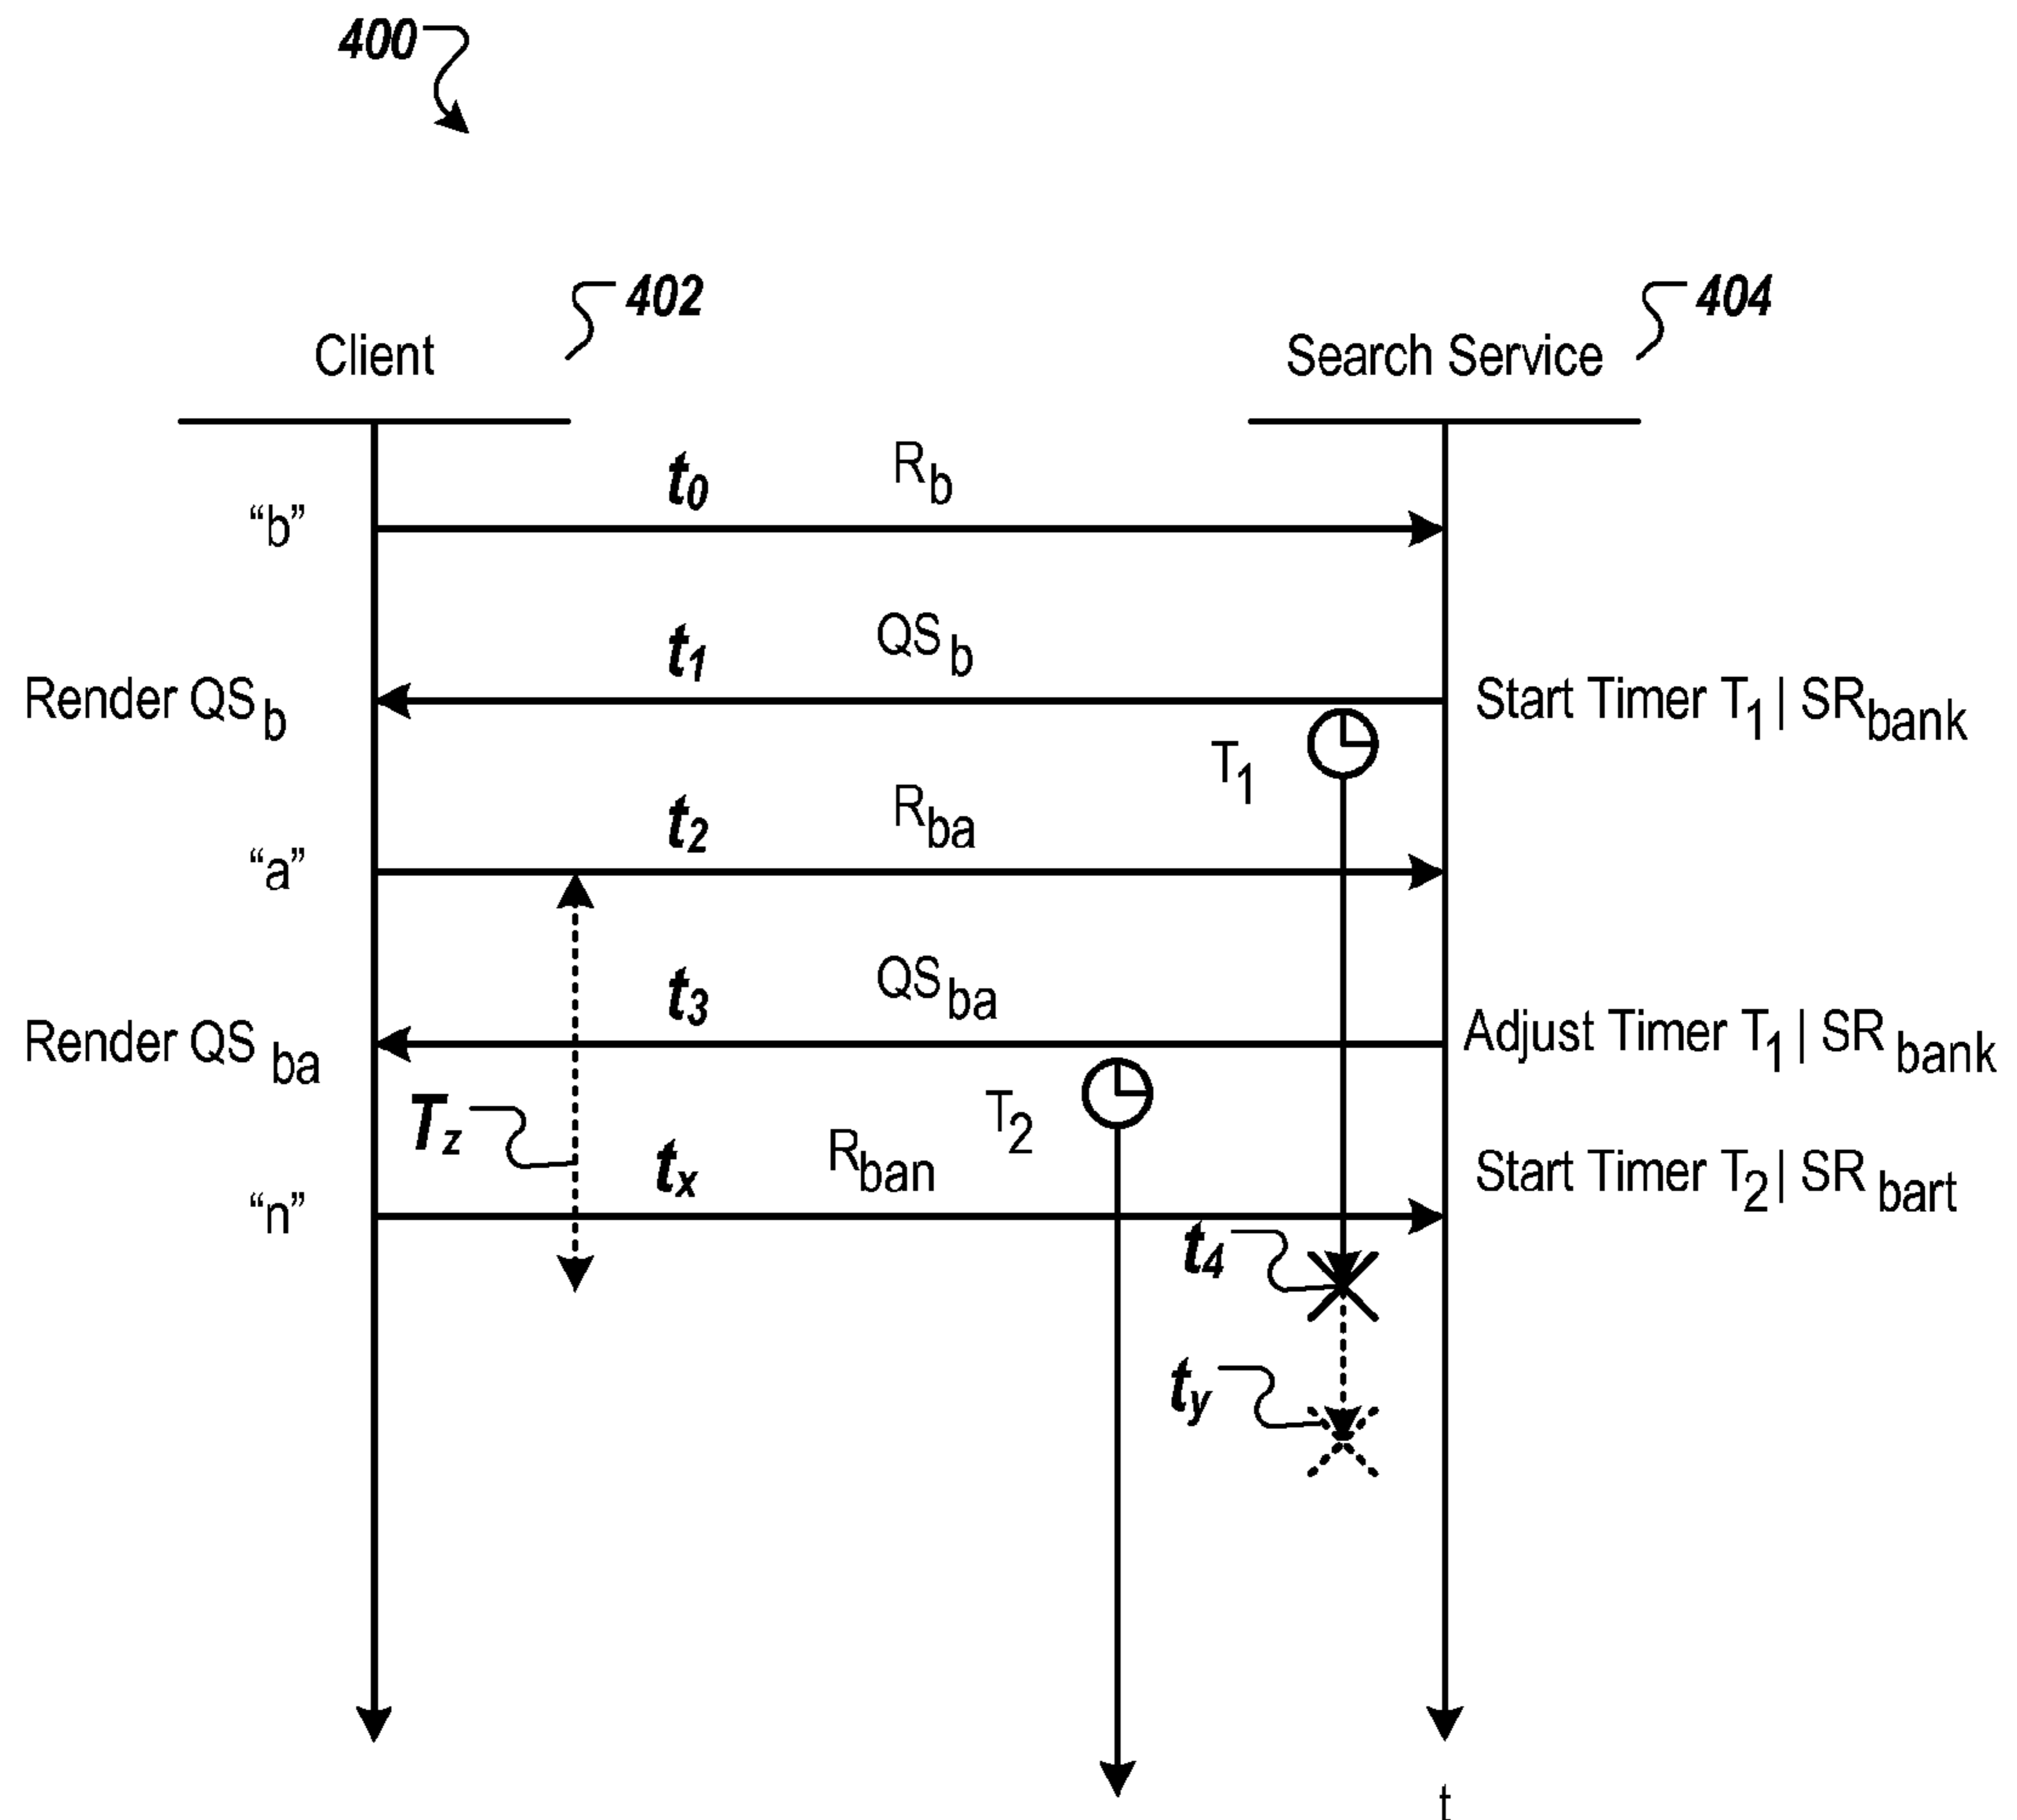 400
402
404
Client
Search Service
t0
Rb
“b”
t1
QSb
Render QSb
Start Timer T1 | SRbank
T1
t2
Rba
“a”
t3
QSba
Render QS ba
Adjust Timer T1 | SR bank
T2
Tz
tx
Rban
Start Timer T2 | SR bart
“n”
t4
ty
t